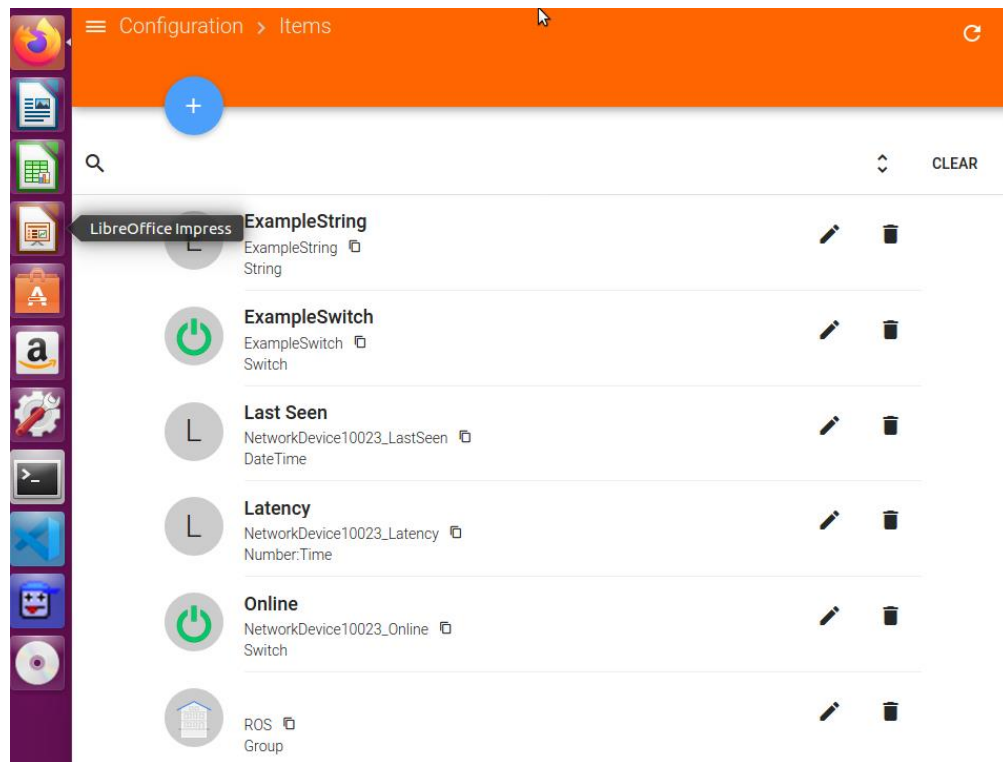 Configuration > Items
+
CLEAR
LibreOffice Impress
ExampleString
ExampleString
String
ExampleSwitch
ExampleSwitch
Switch
L
Last Seen
NetworkDevice10023_LastSeen
DateTime
L
Latency
NetworkDevice10023_Latency
Number:Time
Online
NetworkDevice10023_Online
Switch
ROS
Group